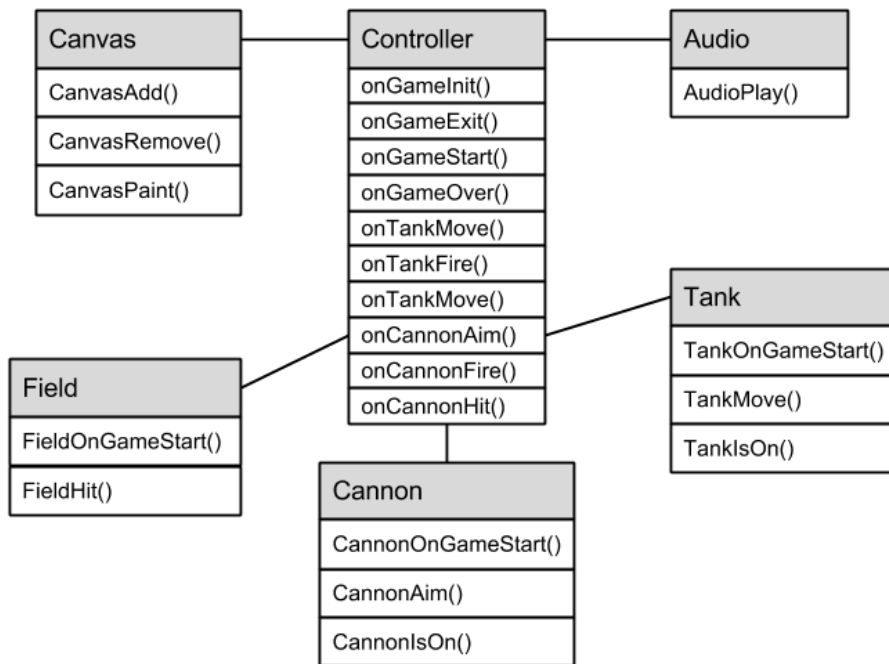 Canvas
CanvasAdd()
CanvasRemove()
CanvasPaint()
Controller
onGameInit()
onGameExit()
onGameStart()
onGameOver()
onTankMove()
onTankFire()
onTankMove()
onCannonAim()
onCannonFire()
onCannonHit()
Audio
AudioPlay()
Tank
TankOnGameStart()
TankMove()
TankIsOn()
Field
FieldOnGameStart()
FieldHit()
Cannon
CannonOnGameStart()
CannonAim()
CannonIsOn()